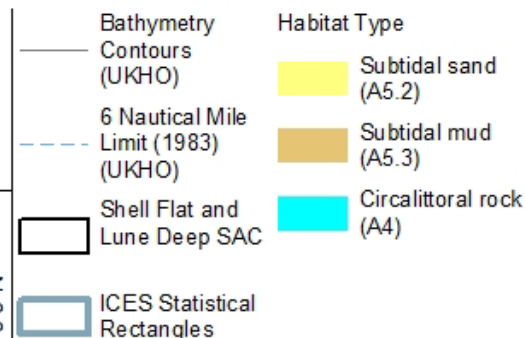 Bathymetry
Contours
(UKHO)
6 Nautical Mile
Limit (1983)
(UKHO)
Shell Flat and
Lune Deep SAC
ICES Statistical
Rectangles
Habitat Type
Subtidal sand
(A5.2)
Subtidal mud
(A5.3)
Circalittoral rock
(A4)